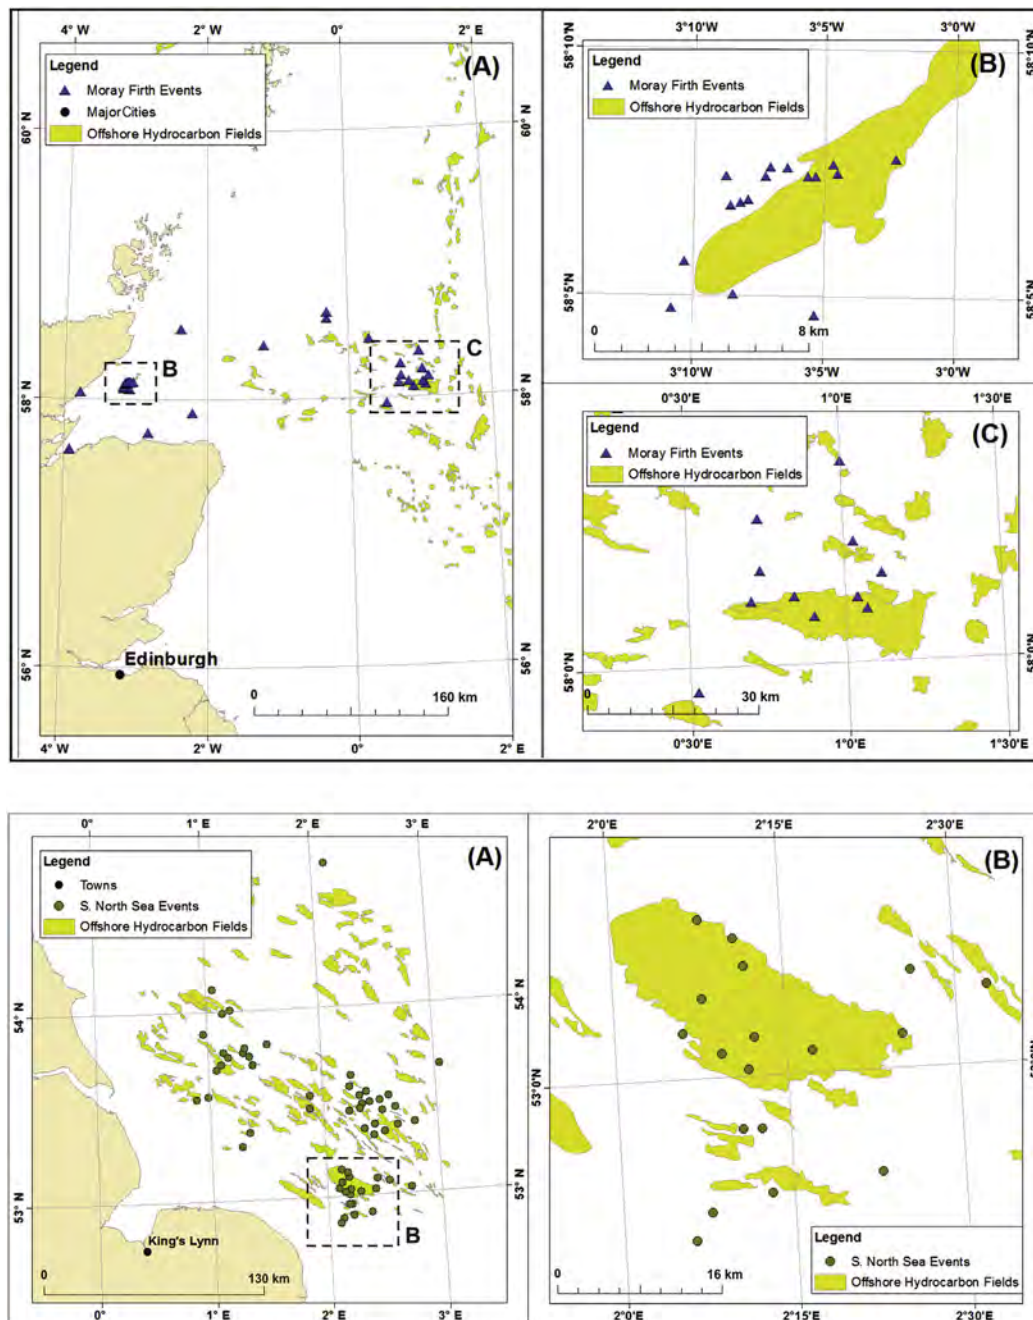 4° W 2° W 0° 2° E
(A)
Legend
Moray Firth Events
MajorCities
Offshore Hydrocarbon Fields
60° N
60° N
B
C
58° N
58° N
56° N
56° N
Edinburgh
0 160 km
4° W 2° W 0° 2° E
3°10'W 3°5'W 3°0'W
(B)
Legend
Moray Firth Events
Offshore Hydrocarbon Fields
58°10'N
58°10'N
58°5'N
58°5'N
0 8 km
3°10'W 3°5'W 3°0'W
0°30'E 1°0'E 1°30'E
(C)
Legend
Moray Firth Events
Offshore Hydrocarbon Fields
58°0'N
58°0'N
0 30 km
0°30'E 1°0'E 1°30'E
0° 1° E 2° E 3° E
(A)
Legend
Towns
S. North Sea Events
Offshore Hydrocarbon Fields
54° N
54° N
53° N
53° N
B
King's Lynn
0 130 km
0° 1° E 2° E 3° E
2°0'E 2°15'E 2°30'E
(B)
53°0'N
Legend
S. North Sea Events
Offshore Hydrocarbon Fields
0 16 km
2°0'E 2°15'E 2°30'E